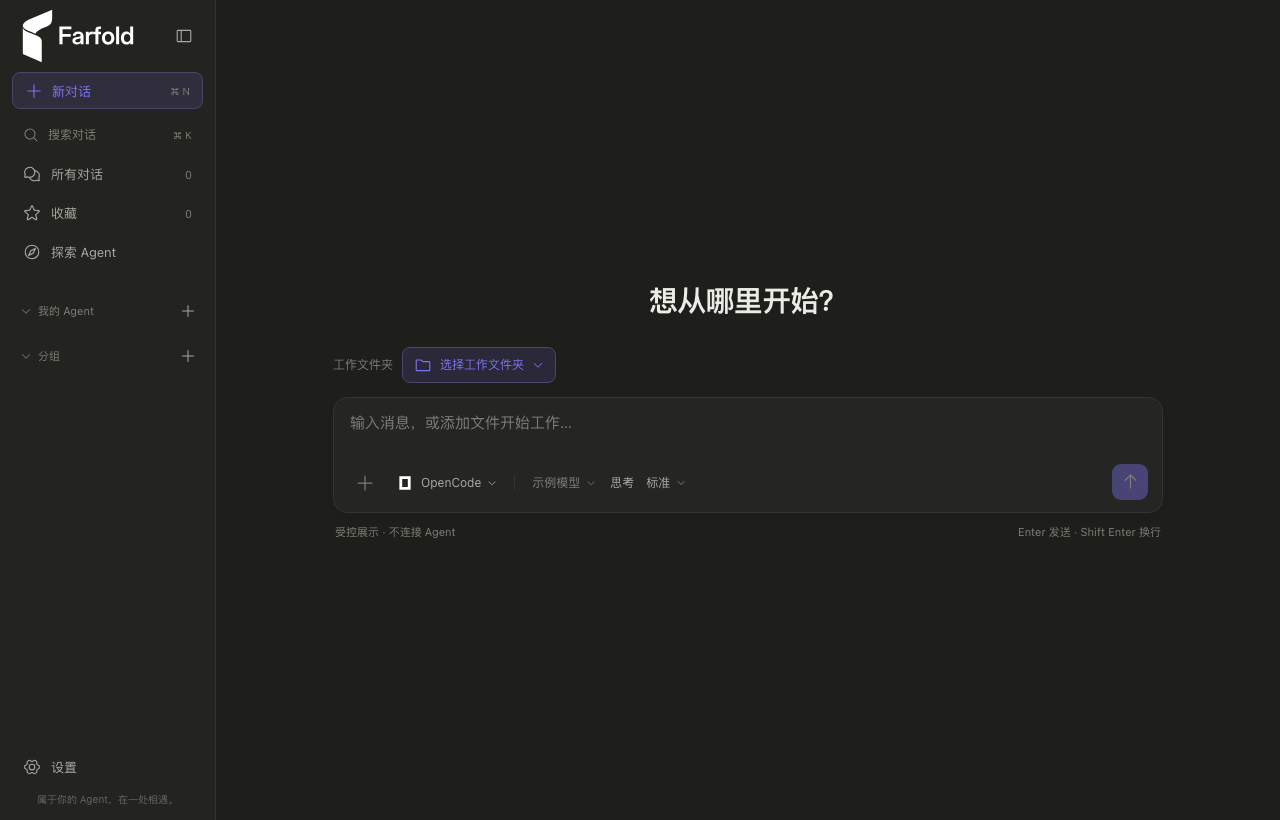 Farfold
新对话 ⌘ N
搜索对话 ⌘ K
所有对话 0
收藏 0
探索 Agent
我的 Agent
分组
设置
属于你的 Agent，在一处相遇。
想从哪里开始?
工作文件夹 选择工作文件夹
输入消息，或添加文件开始工作...
OpenCode 示例模型 思考 标准
受控展示 · 不连接 Agent
Enter 发送 · Shift Enter 换行